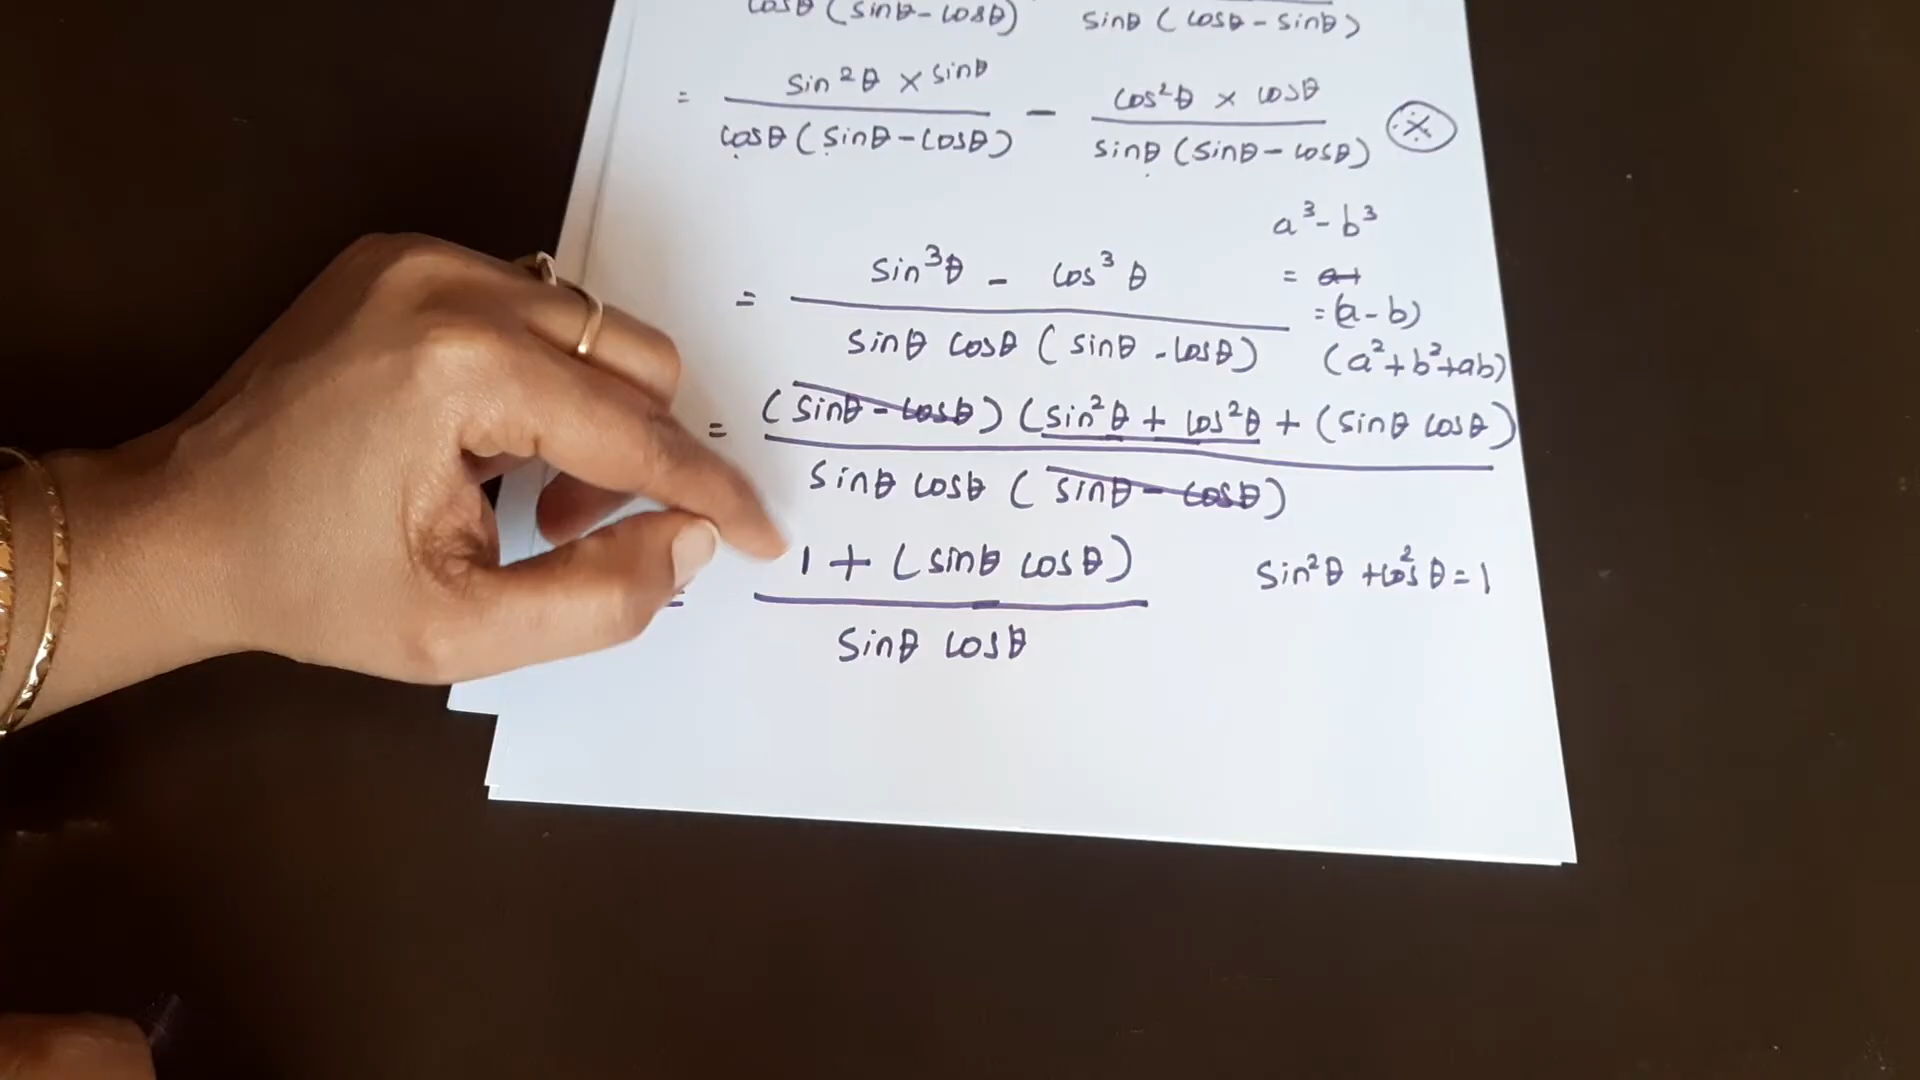 cosθ (sinθ - cosθ) sinθ (cosθ - sinθ)
= sin²θ × sinθ / cosθ (sinθ - cosθ) - cos²θ × cosθ / sinθ (sinθ - cosθ)
a³ - b³
= sin³θ - cos³θ / sinθ cosθ (sinθ - cosθ)
= (a - b)
(a² + b² + ab)
= (sinθ - cosθ) (sin²θ + cos²θ + (sinθ cosθ) / sinθ cosθ (sinθ - cosθ)
= 1 + (sinθ cosθ) / sinθ cosθ
sin²θ + cos²θ = 1